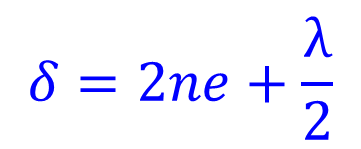 δ = 2ne + λ/2